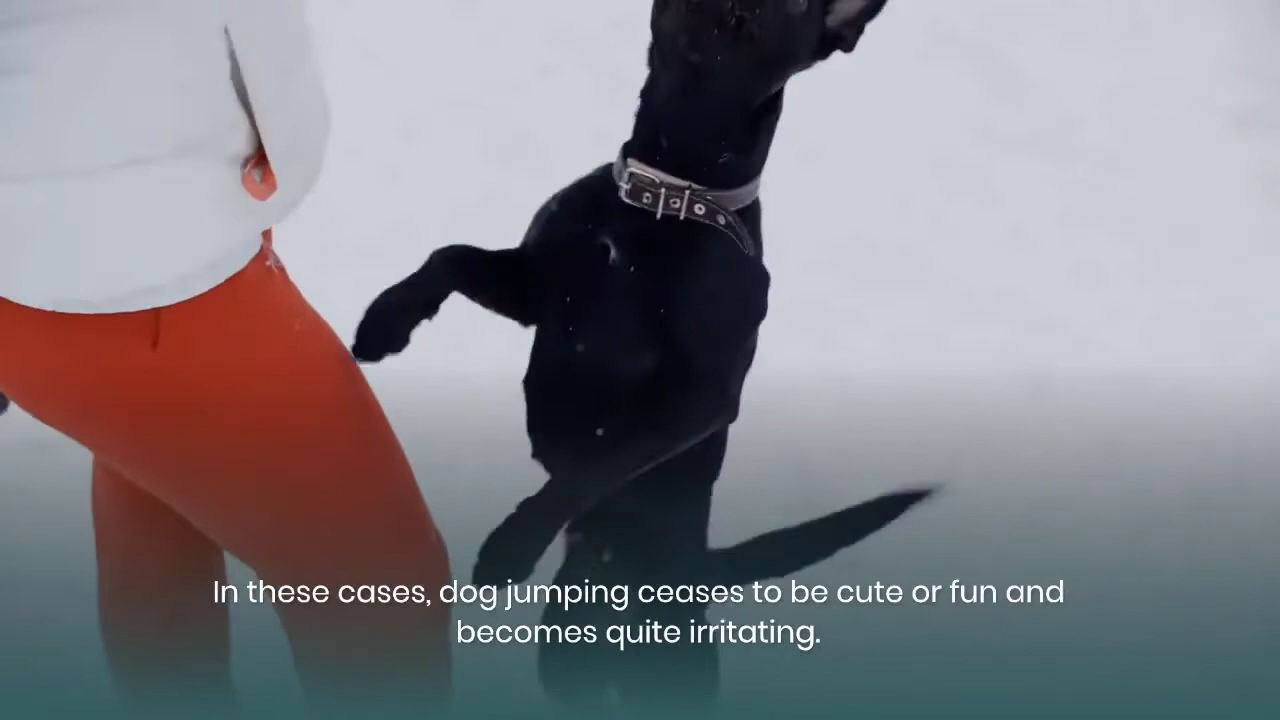 In these cases, dog jumping ceases to be cute or fun and
becomes quite irritating.